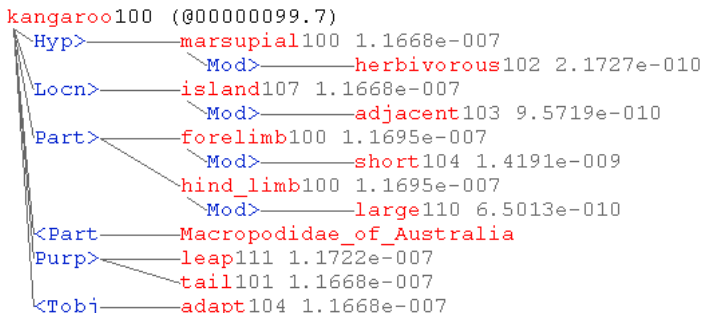 kangaroo100 (@00000099.7)
Hyp> marsupial100 1.1668e-007
Mod> herbivorous102 2.1727e-010
Locn> island107 1.1668e-007
Mod> adjacent103 9.5719e-010
Part> forelimb100 1.1695e-007
Mod> short104 1.4191e-009
hind_limb100 1.1695e-007
Mod> large110 6.5013e-010
<Part Macropodidae_of_Australia
Purp> leap111 1.1722e-007
tail101 1.1668e-007
<Tobj adapt104 1.1668e-007